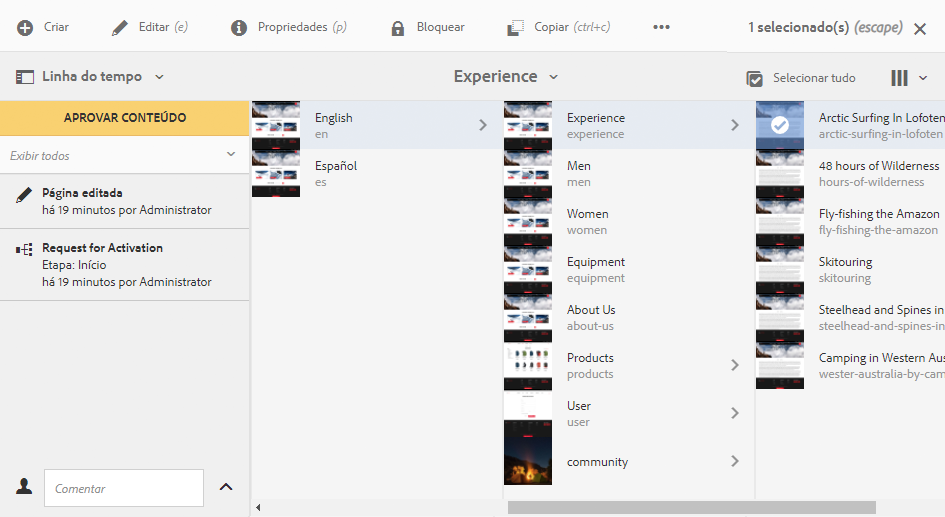 Criar Editar (e) Propriedades (p) Bloquear Copiar (ctrl+c) ••• 1 selecionado(s) (escape)
Linha do tempo Experience Selecionar tudo
APROVAR CONTEÚDO
Exibir todos
Página editada
há 19 minutos por Administrator
Request for Activation
Etapa: Início
há 19 minutos por Administrator
Comentar
English
en
Español
es
Experience
experience
Men
men
Women
women
Equipment
equipment
About Us
about-us
Products
products
User
user
community
Arctic Surfing In Lofoten
arctic-surfing-in-lofoten
48 hours of Wilderness
hours-of-wilderness
Fly-fishing the Amazon
fly-fishing-the-amazon
Skitouring
skitouring
Steelhead and Spines in
steelhead-and-spines-in
Camping in Western Aus
wester-australia-by-cam